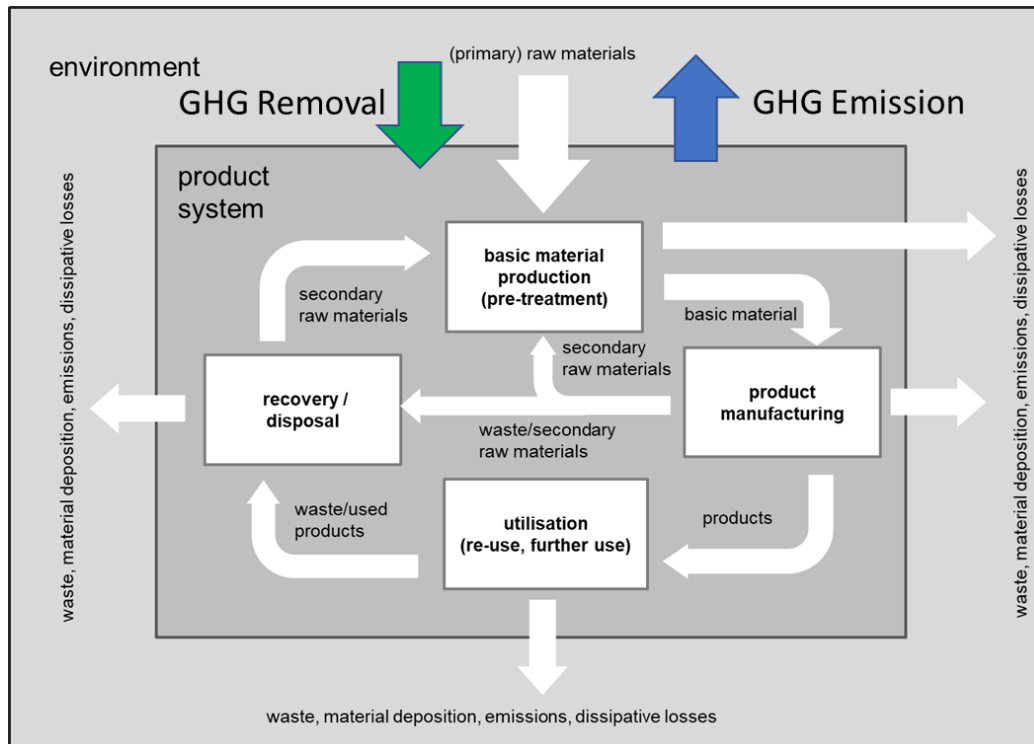 (primary) raw materials
environment
GHG Removal
GHG Emission
product
system
basic material
production
(pre-treatment)
secondary
raw materials
basic material
secondary
raw materials
recovery /
disposal
product
manufacturing
waste/secondary
raw materials
waste/used
products
utilisation
(re-use, further use)
products
waste, material deposition, emissions, dissipative losses
waste, material deposition, emissions, dissipative losses
waste, material deposition, emissions, dissipative losses